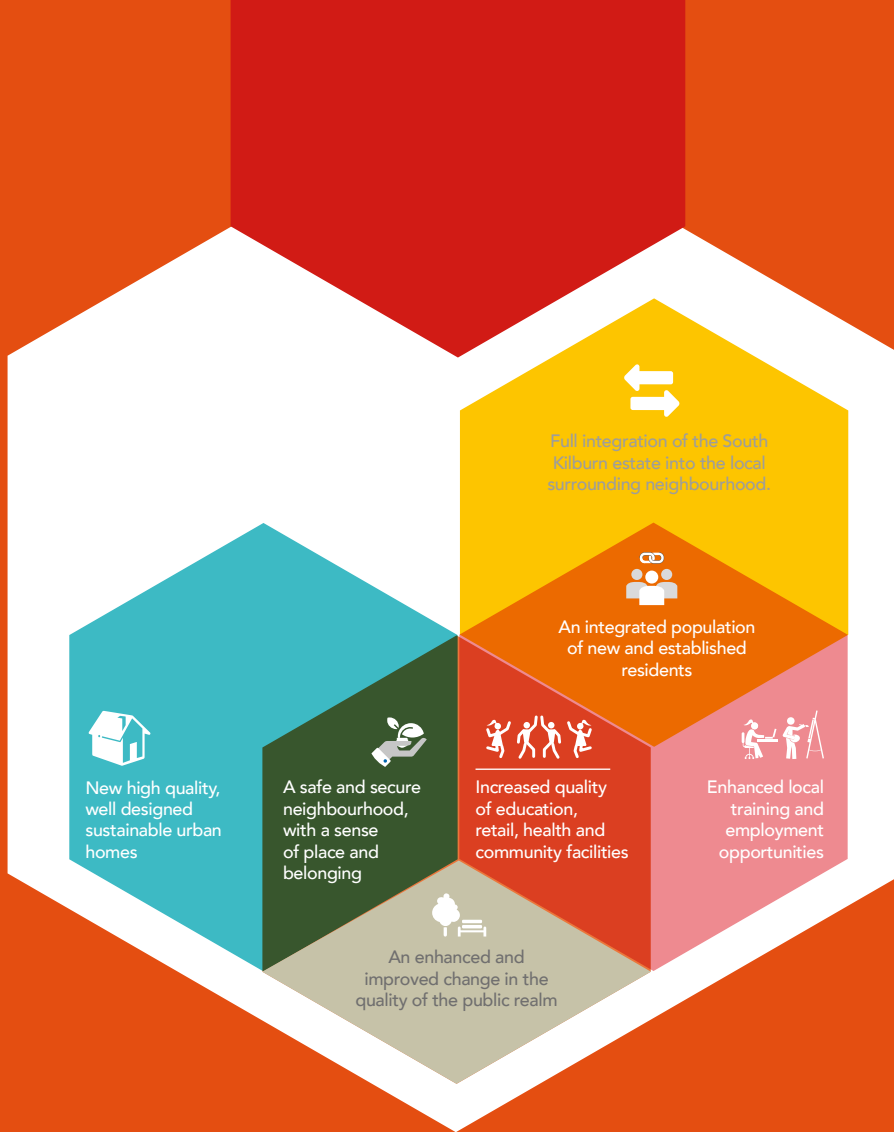 Full integration of the South
Kilburn estate into the local
surrounding neighbourhood.
An integrated population
of new and established
residents
New high quality,
well designed
sustainable urban
homes
A safe and secure
neighbourhood,
with a sense
of place and
belonging
Increased quality
of education,
retail, health and
community facilities
Enhanced local
training and
employment
opportunities
An enhanced and
improved change in the
quality of the public realm